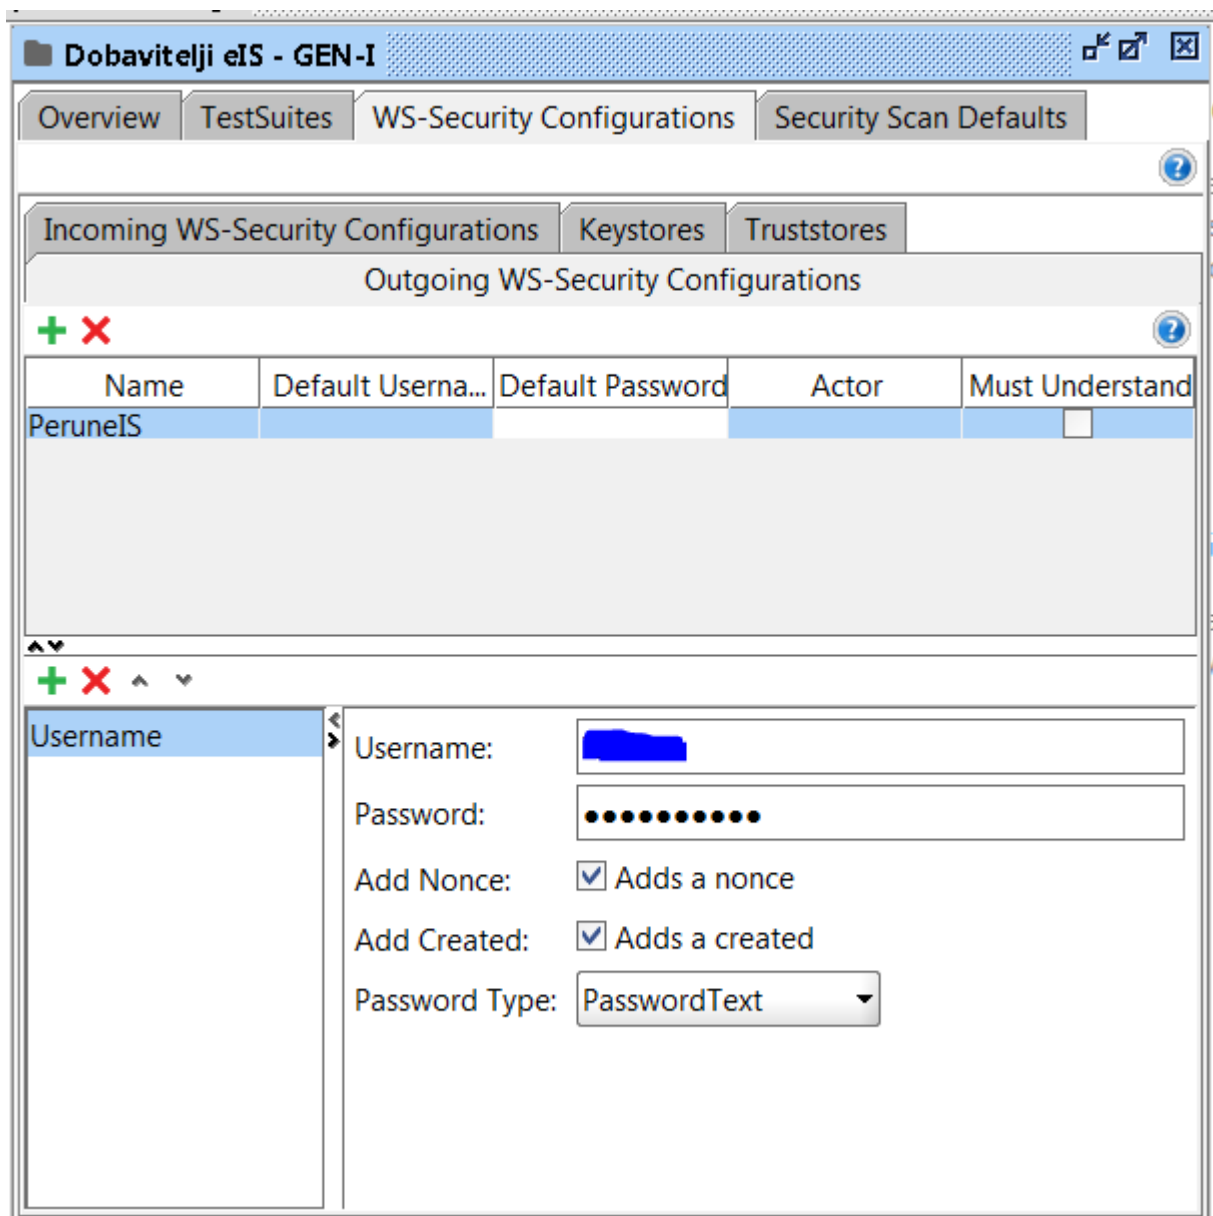 Dobavitelji eIS - GEN-I
Overview TestSuites WS-Security Configurations Security Scan Defaults
Incoming WS-Security Configurations Keystores Truststores
Outgoing WS-Security Configurations
Name Default Userna... Default Password Actor Must Understand
PeruneIS
Username
Username:
Password: ●●●●●●●●●●
Add Nonce: Adds a nonce
Add Created: Adds a created
Password Type: PasswordText